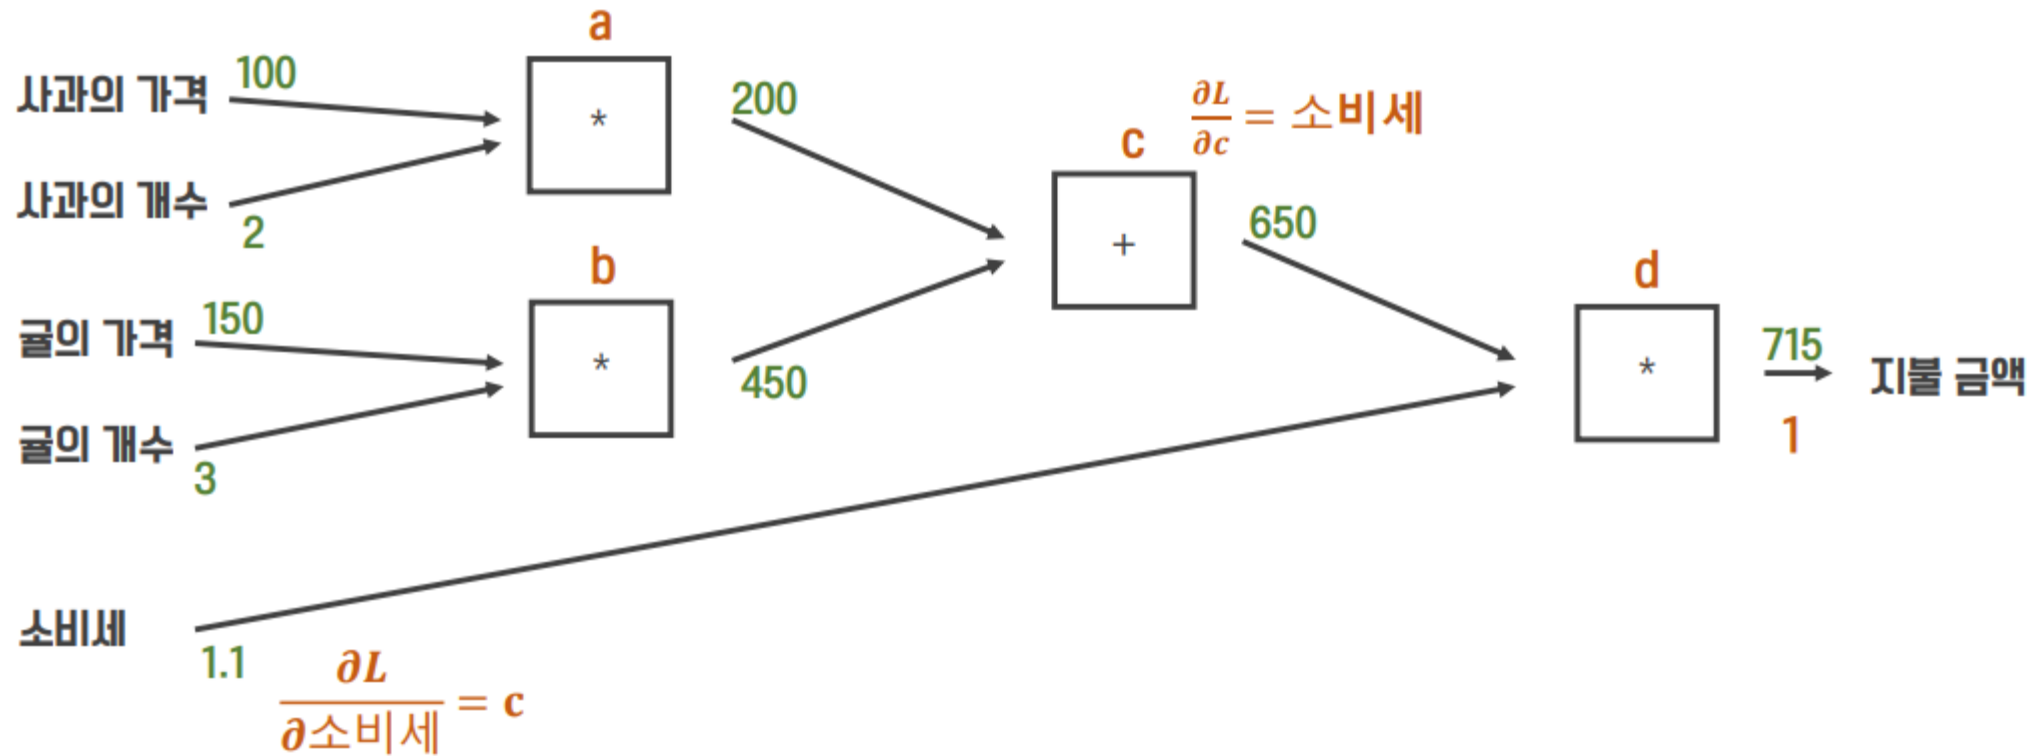 a
사과의 가격 100
*
200
사과의 개수 2
b
귤의 가격 150
*
450
귤의 개수 3
c
∂L/∂c = 소비세
+
650
d
*
715
지불 금액
1
소비세 1.1
∂L/∂소비세 = c